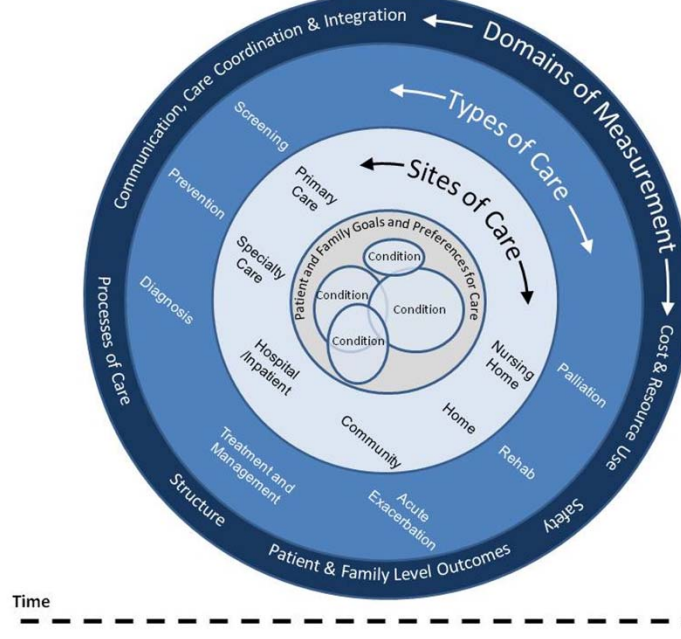 Communication, Care Coordination & Integration
Domains of Measurement
Types of Care
Screening
Sites of Care
Prevention
Primary
Care
Patient and Family Goals and Preferences for Care
Condition
Specialty
Care
Condition
Condition
Condition
Diagnosis
Processes of Care
Hospital
/Inpatient
Nursing
Home
Cost & Resource Use
Palliation
Home
Community
Rehab
Treatment and
Management
Acute
Exacerbation
Structure
Safety
Patient & Family Level Outcomes
Time